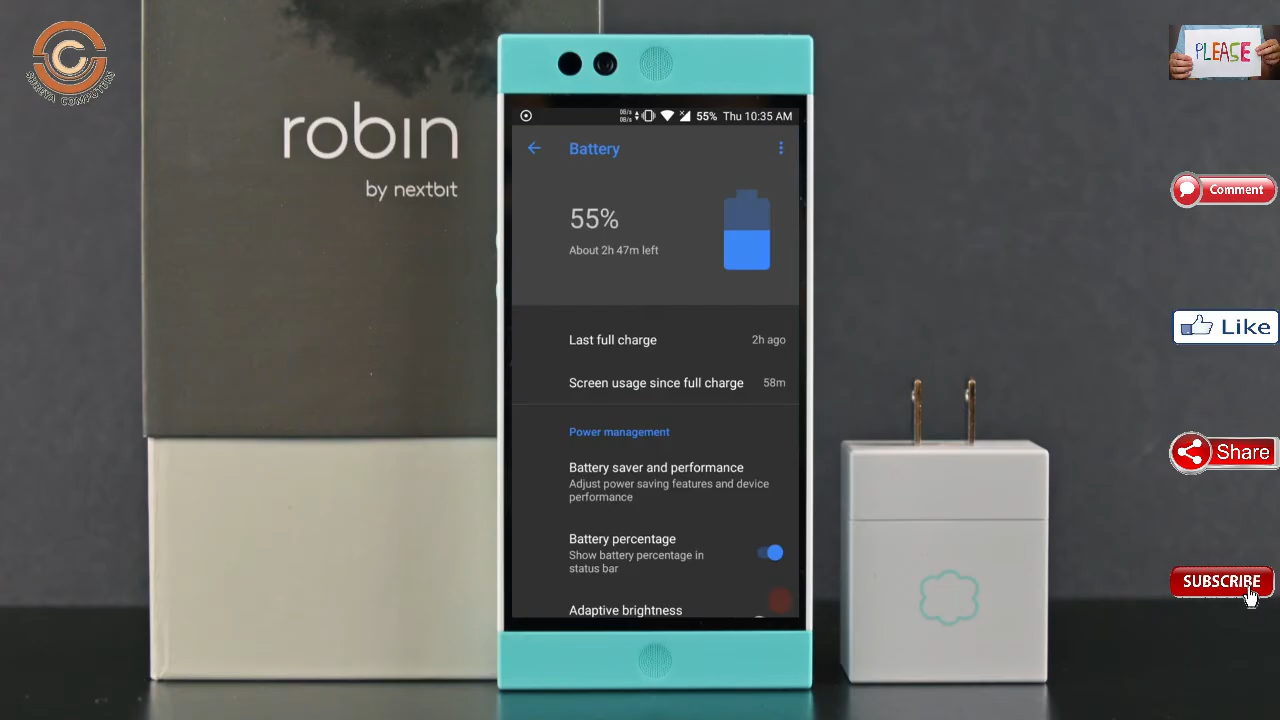 SHREYA COMPUTER
robin
by nextbit
55% Thu 10:35 AM
Battery
55%
About 2h 47m left
Last full charge 2h ago
Screen usage since full charge 58m
Power management
Battery saver and performance
Adjust power saving features and device
performance
Battery percentage
Show battery percentage in
status bar
Adaptive brightness
PLEASE
Comment
Like
Share
SUBSCRIBE